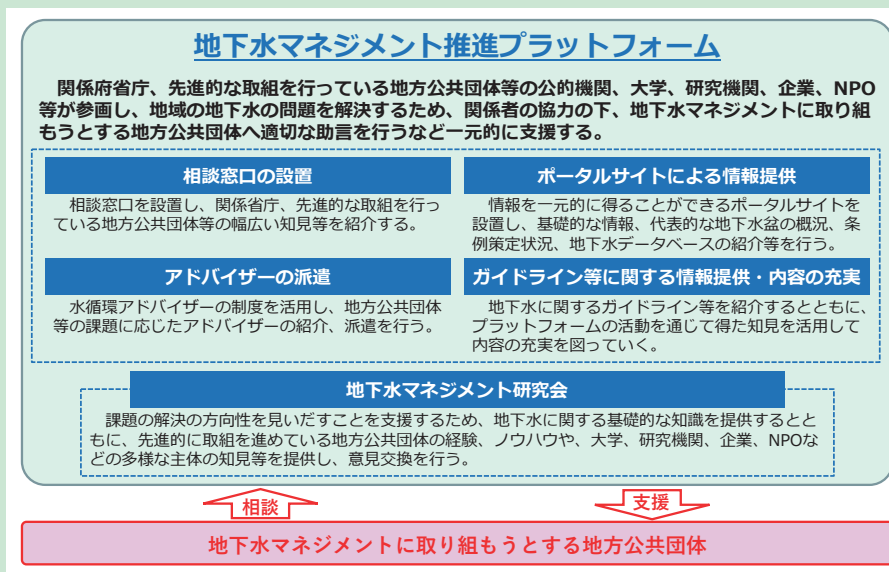 地下水マネジメント推進プラットフォーム
関係府省庁、先進的な取組を行っている地方公共団体等の公的機関、大学、研究機関、企業、NPO
等が参画し、地域の地下水の問題を解決するため、関係者の協力の下、地下水マネジメントに取り組
もうとする地方公共団体へ適切な助言を行うなど一元的に支援する。
相談窓口の設置
相談窓口を設置し、関係省庁、先進的な取組を行っ
ている地方公共団体等の幅広い知見等を紹介する。
ポータルサイトによる情報提供
情報を一元的に得ることができるポータルサイトを
設置し、基礎的な情報、代表的な地下水盆の概況、条
例策定状況、地下水データベースの紹介等を行う。
アドバイザーの派遣
水循環アドバイザーの制度を活用し、地方公共団体
等の課題に応じたアドバイザーの紹介、派遣を行う。
ガイドライン等に関する情報提供・内容の充実
地下水に関するガイドライン等を紹介するとともに、
プラットフォームの活動を通じて得た知見を活用して
内容の充実を図っていく。
地下水マネジメント研究会
課題の解決の方向性を見いだすことを支援するため、地下水に関する基礎的な知識を提供するとと
もに、先進的に取組を進めている地方公共団体の経験、ノウハウや、大学、研究機関、企業、NPOな
どの多様な主体の知見等を提供し、意見交換を行う。
相談
支援
地下水マネジメントに取り組もうとする地方公共団体